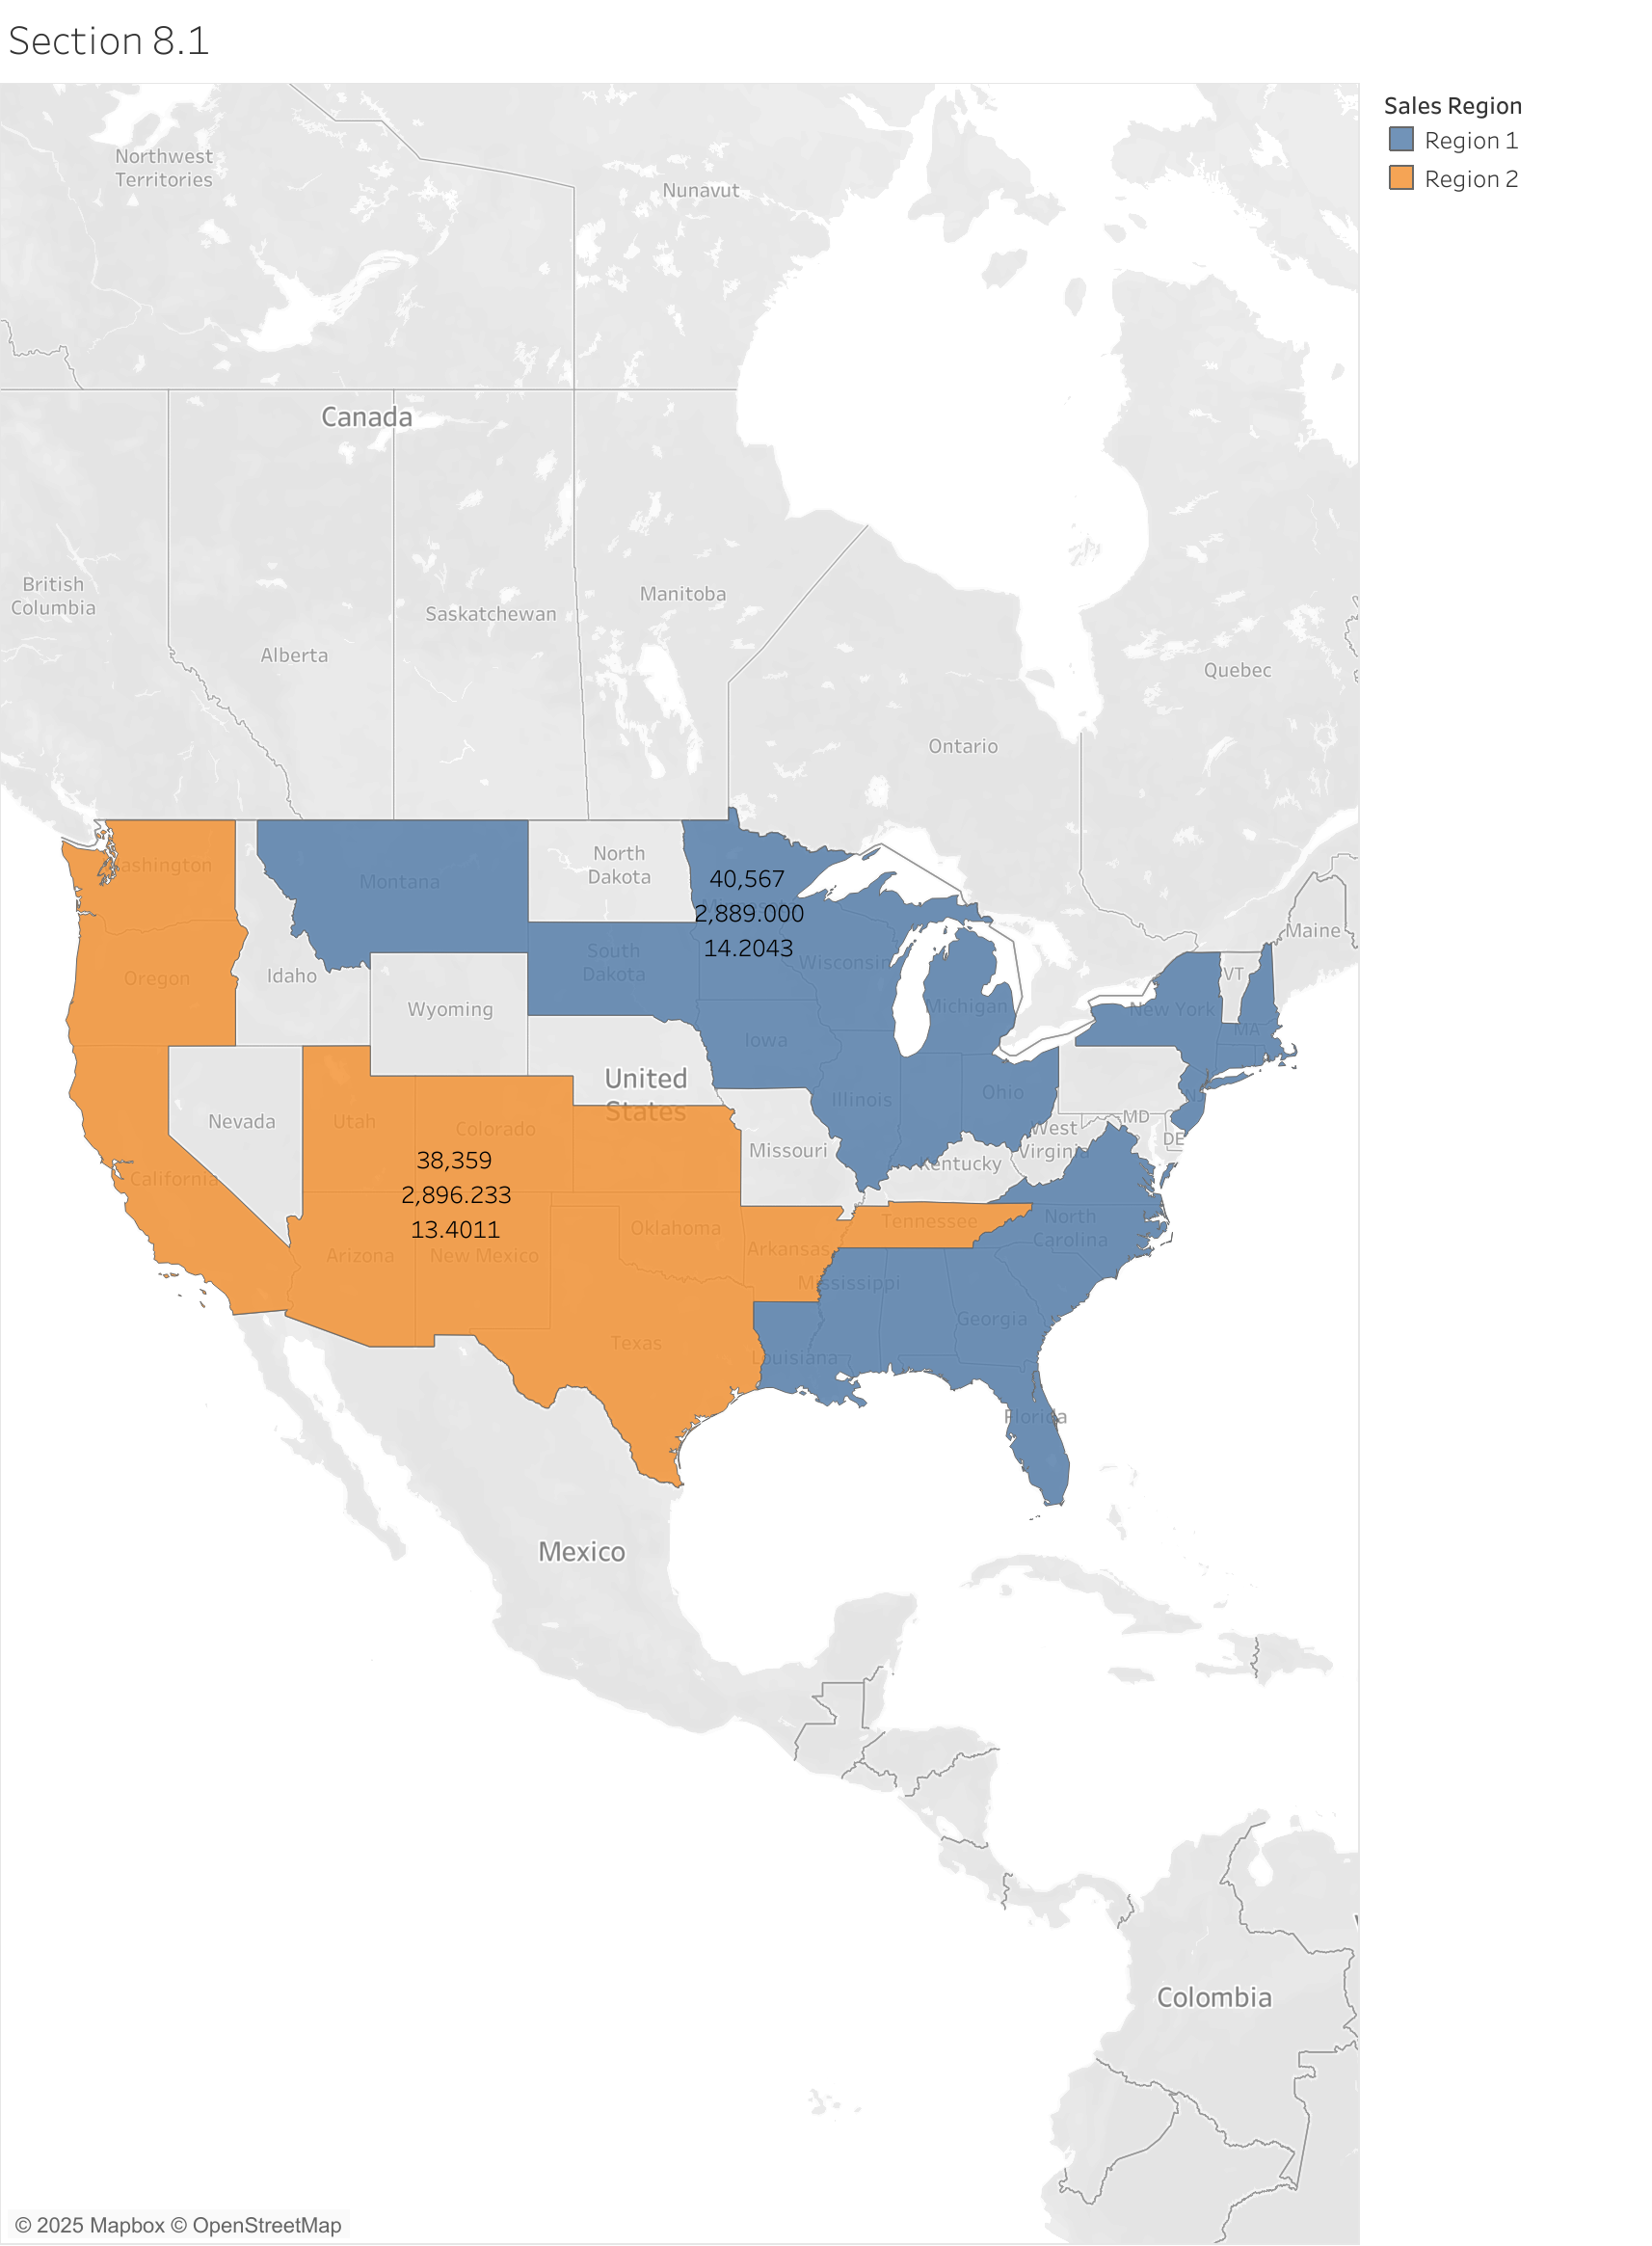 Section 8.1
Sales Region
Region 1
Region 2
Northwest
Territories
Nunavut
Canada
British
Columbia
Alberta
Saskatchewan
Manitoba
Ontario
Quebec
Washington
Montana
North
Dakota
40,567
Minnesota
2,889.000
14.2043
Maine
Oregon
Idaho
South
Dakota
Wisconsin
VT
Wyoming
Michigan
New York
MA
Iowa
United
States
Nevada
Utah
Colorado
Illinois
Ohio
NJ
MD
DE
Missouri
West
Virginia
Kentucky
California
38,359
2,896.233
13.4011
Arizona
New Mexico
Oklahoma
Arkansas
Tennessee
North
Carolina
Mississippi
Georgia
Texas
Louisiana
Florida
Mexico
Colombia
© 2025 Mapbox © OpenStreetMap